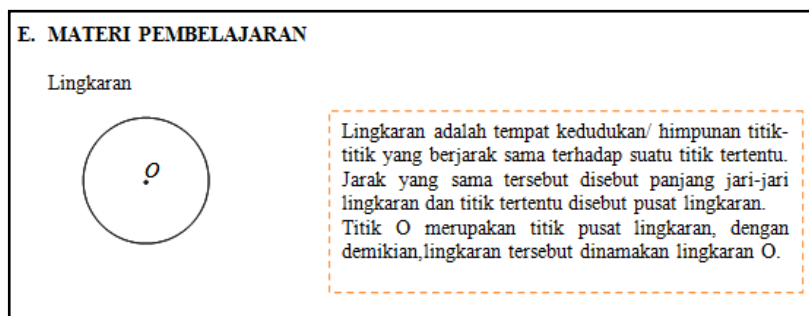 E. MATERI PEMBELAJARAN
Lingkaran
O
Lingkaran adalah tempat kedudukan/ himpunan titik-
titik yang berjarak sama terhadap suatu titik tertentu.
Jarak yang sama tersebut disebut panjang jari-jari
lingkaran dan titik tertentu disebut pusat lingkaran.
Titik O merupakan titik pusat lingkaran, dengan
demikian,lingkaran tersebut dinamakan lingkaran O.